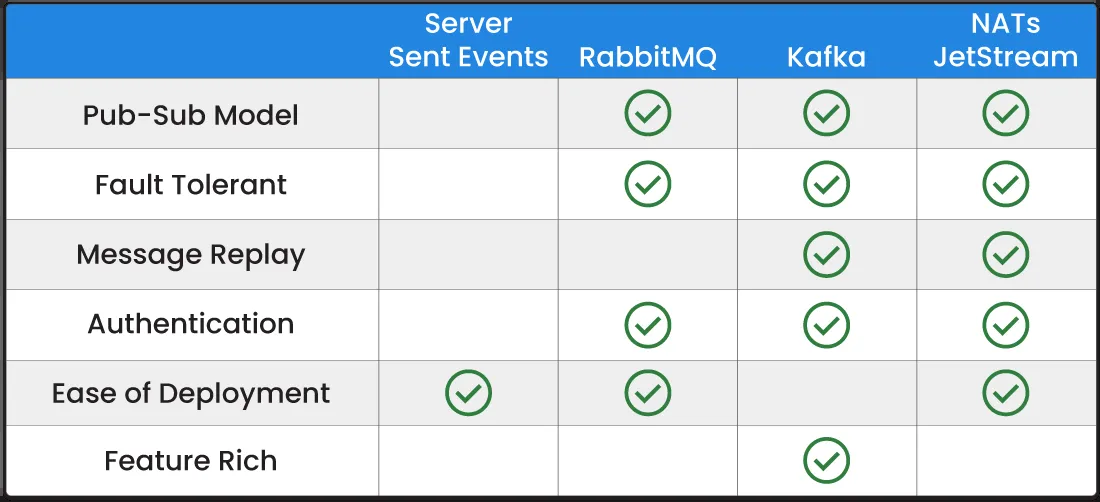 Server
Sent Events
RabbitMQ
Kafka
NATs
JetStream
Pub-Sub Model
Fault Tolerant
Message Replay
Authentication
Ease of Deployment
Feature Rich